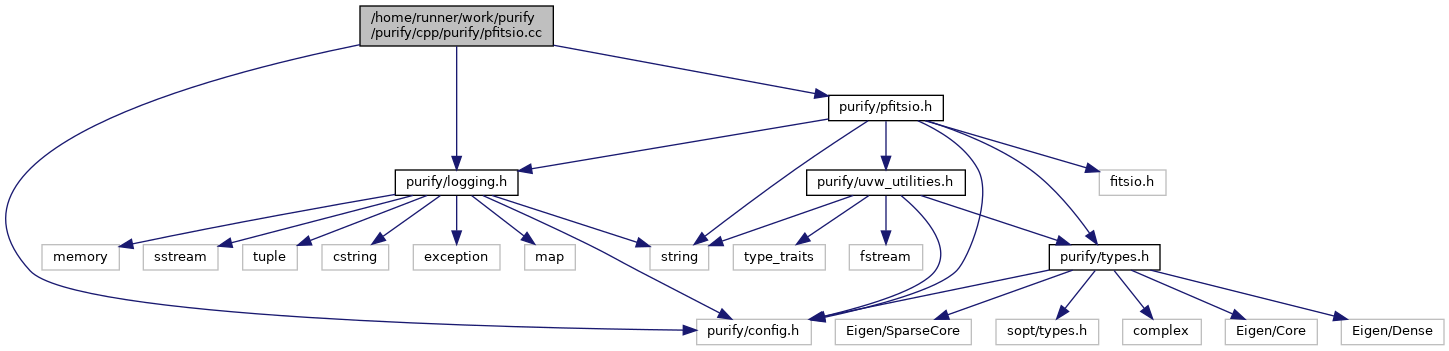 /home/runner/work/purify
/purify/cpp/purify/pfitsio.cc
purify/pfitsio.h
purify/logging.h
purify/uvw_utilities.h
fitsio.h
memory
sstream
tuple
cstring
exception
map
string
type_traits
fstream
purify/types.h
purify/config.h
Eigen/SparseCore
sopt/types.h
complex
Eigen/Core
Eigen/Dense